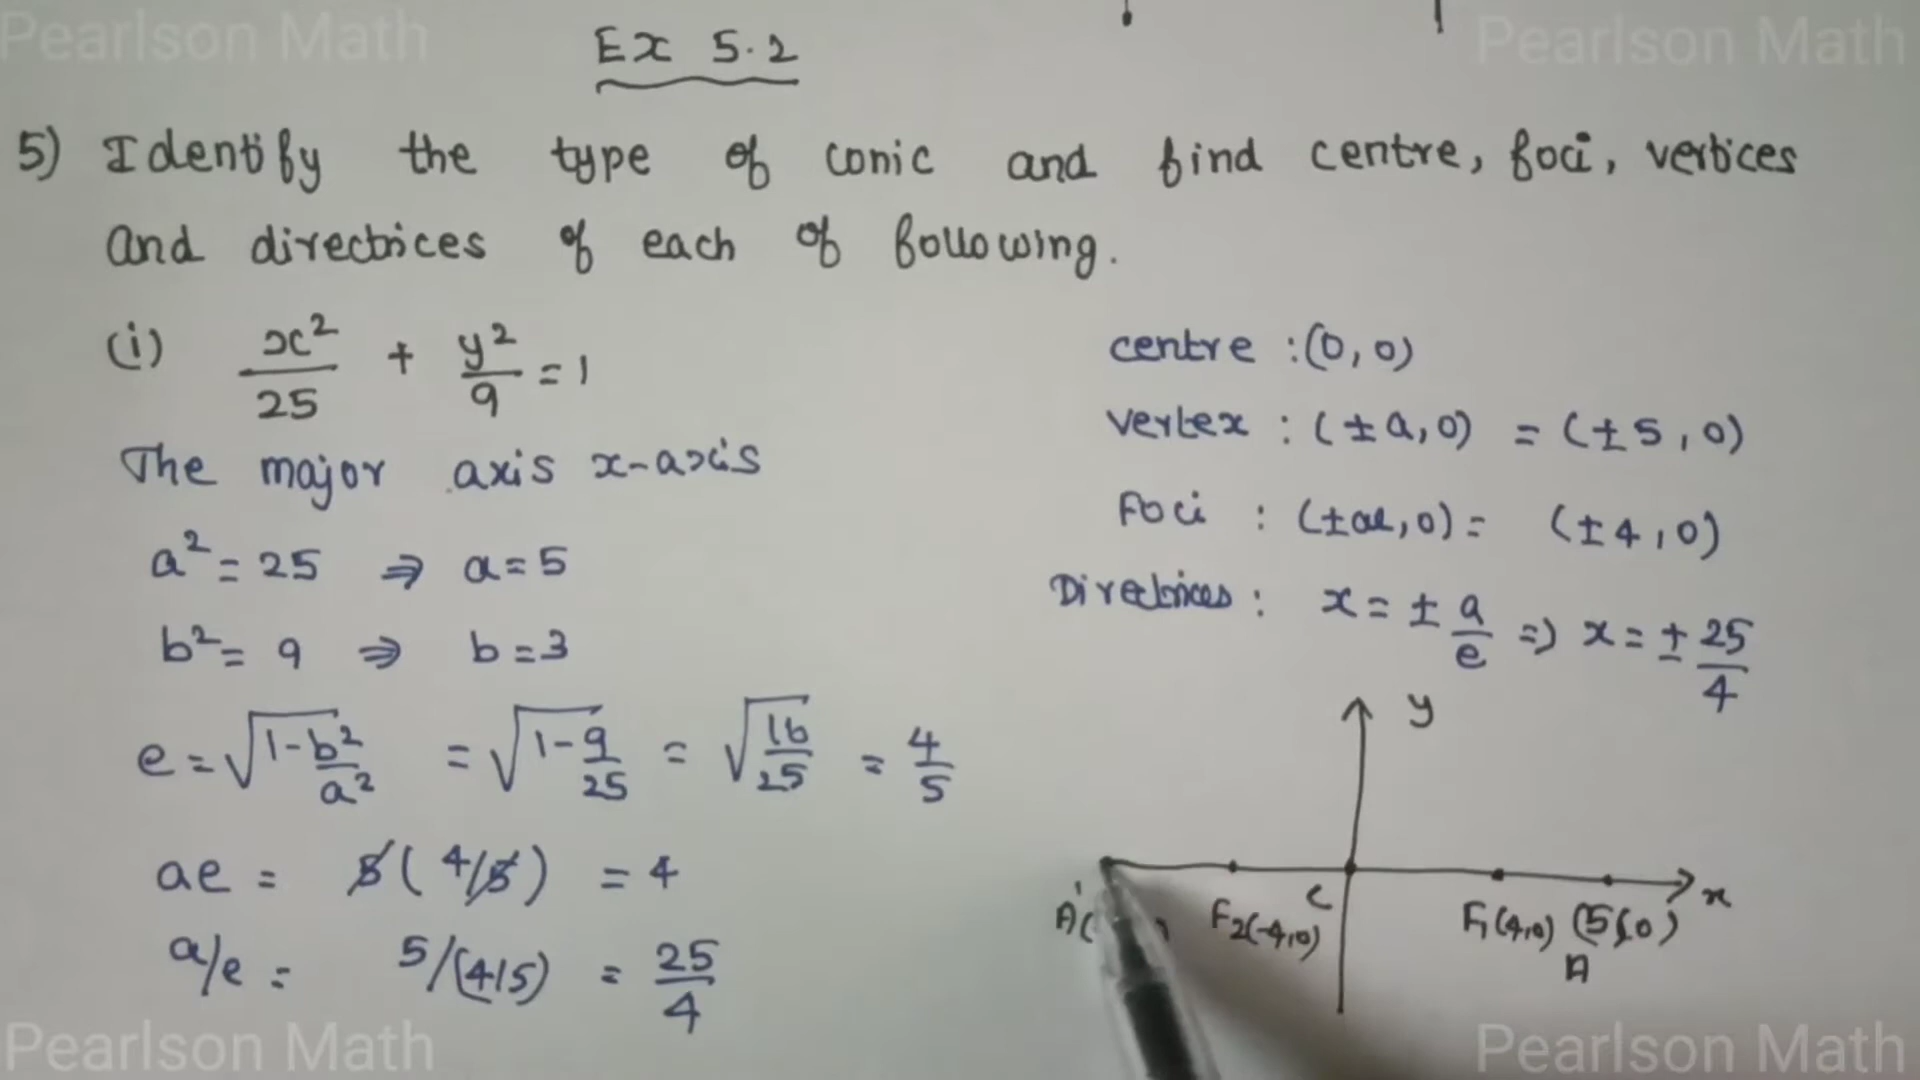 Pearlson Math
Pearlson Math
Ex 5.2
5) Identify the type of conic and find centre, foci, vertices
and directrices of each of following.
(i) x²/25 + y²/9 = 1
The major axis x-axis
a² = 25 ⇒ a = 5
b² = 9 ⇒ b = 3
e = √(1 - b²/a²) = √(1 - 9/25) = √(16/25) = 4/5
ae = 5(4/5) = 4
a/e = 5/(4/5) = 25/4
centre : (0, 0)
vertex : (±a, 0) = (±5, 0)
Foci : (±ae, 0) = (±4, 0)
Directrices : x = ± a/e ⇒ x = ± 25/4
y
x
A'(
F₂(-4,0)
C
F₁(4,0)
(5,0)
A
Pearlson Math
Pearlson Math